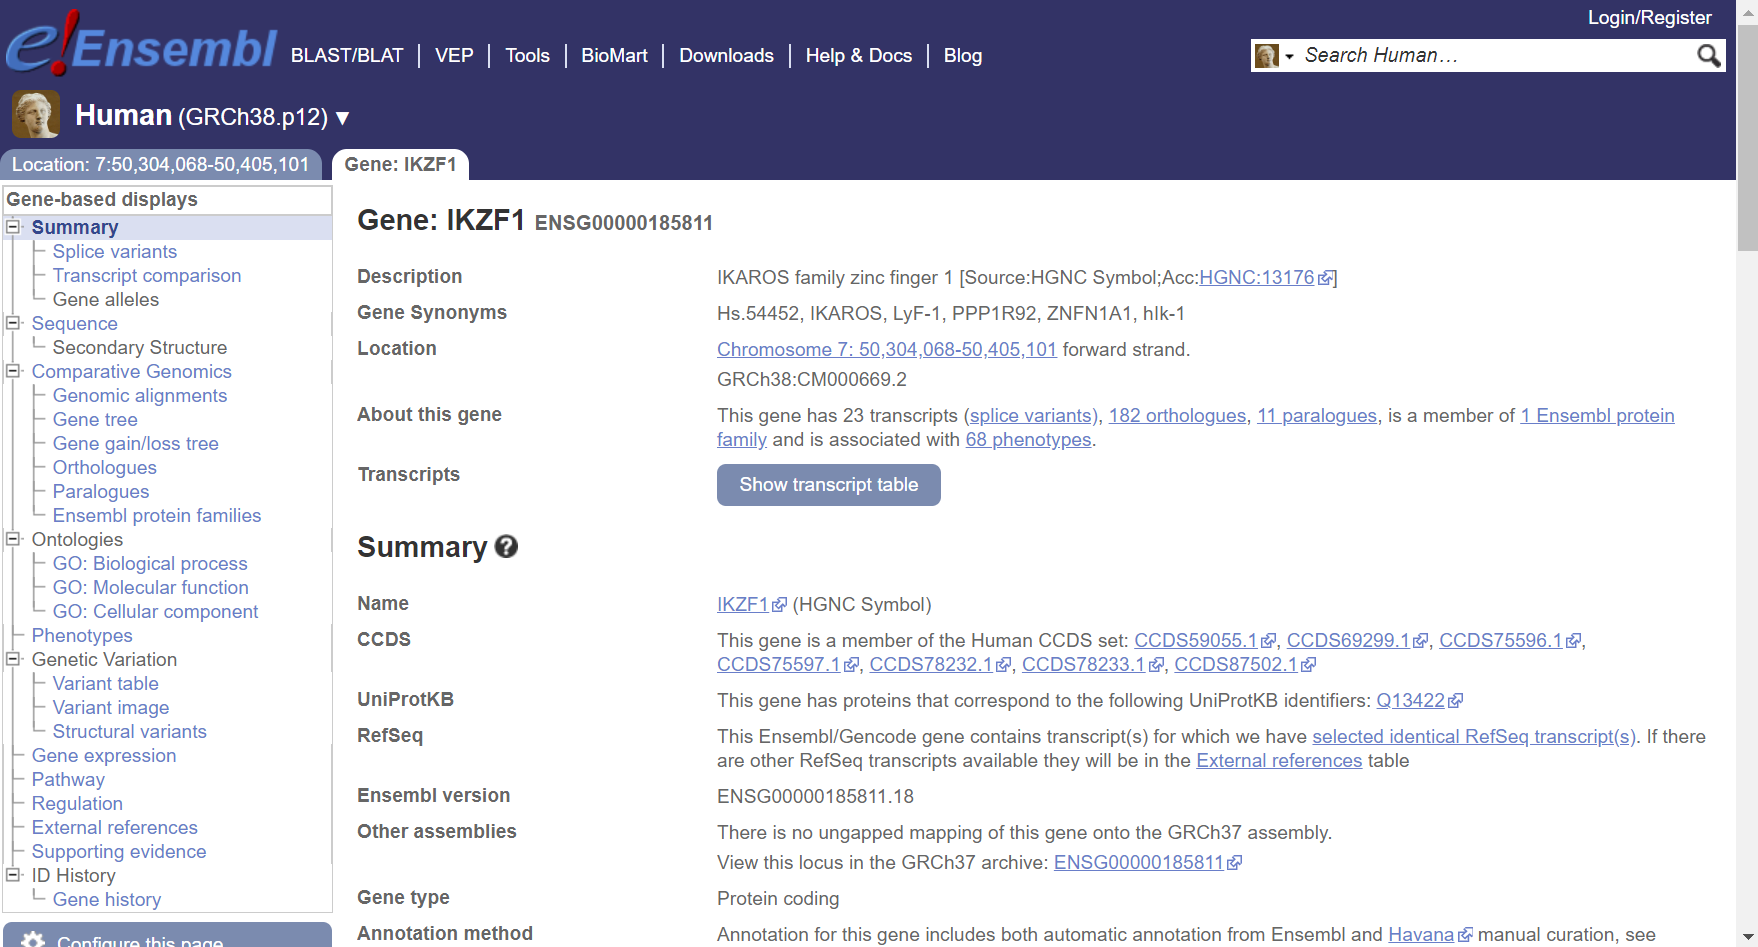 Login/Register
e!Ensembl BLAST/BLAT | VEP | Tools | BioMart | Downloads | Help & Docs | Blog
Search Human…
Human (GRCh38.p12) ▼
Location: 7:50,304,068-50,405,101
Gene: IKZF1
Gene-based displays
Summary
Splice variants
Transcript comparison
Gene alleles
Sequence
Secondary Structure
Comparative Genomics
Genomic alignments
Gene tree
Gene gain/loss tree
Orthologues
Paralogues
Ensembl protein families
Ontologies
GO: Biological process
GO: Molecular function
GO: Cellular component
Phenotypes
Genetic Variation
Variant table
Variant image
Structural variants
Gene expression
Pathway
Regulation
External references
Supporting evidence
ID History
Gene history
Configure this page
Gene: IKZF1 ENSG00000185811
Description
IKAROS family zinc finger 1 [Source:HGNC Symbol;Acc:HGNC:13176]
Gene Synonyms
Hs.54452, IKAROS, LyF-1, PPP1R92, ZNFN1A1, hIk-1
Location
Chromosome 7: 50,304,068-50,405,101 forward strand.
GRCh38:CM000669.2
About this gene
This gene has 23 transcripts (splice variants), 182 orthologues, 11 paralogues, is a member of 1 Ensembl protein
family and is associated with 68 phenotypes.
Transcripts
Show transcript table
Summary ?
Name
IKZF1 (HGNC Symbol)
CCDS
This gene is a member of the Human CCDS set: CCDS59055.1, CCDS69299.1, CCDS75596.1,
CCDS75597.1, CCDS78232.1, CCDS78233.1, CCDS87502.1
UniProtKB
This gene has proteins that correspond to the following UniProtKB identifiers: Q13422
RefSeq
This Ensembl/Gencode gene contains transcript(s) for which we have selected identical RefSeq transcript(s). If there
are other RefSeq transcripts available they will be in the External references table
Ensembl version
ENSG00000185811.18
Other assemblies
There is no ungapped mapping of this gene onto the GRCh37 assembly.
View this locus in the GRCh37 archive: ENSG00000185811
Gene type
Protein coding
Annotation method
Annotation for this gene includes both automatic annotation from Ensembl and Havana manual curation, see